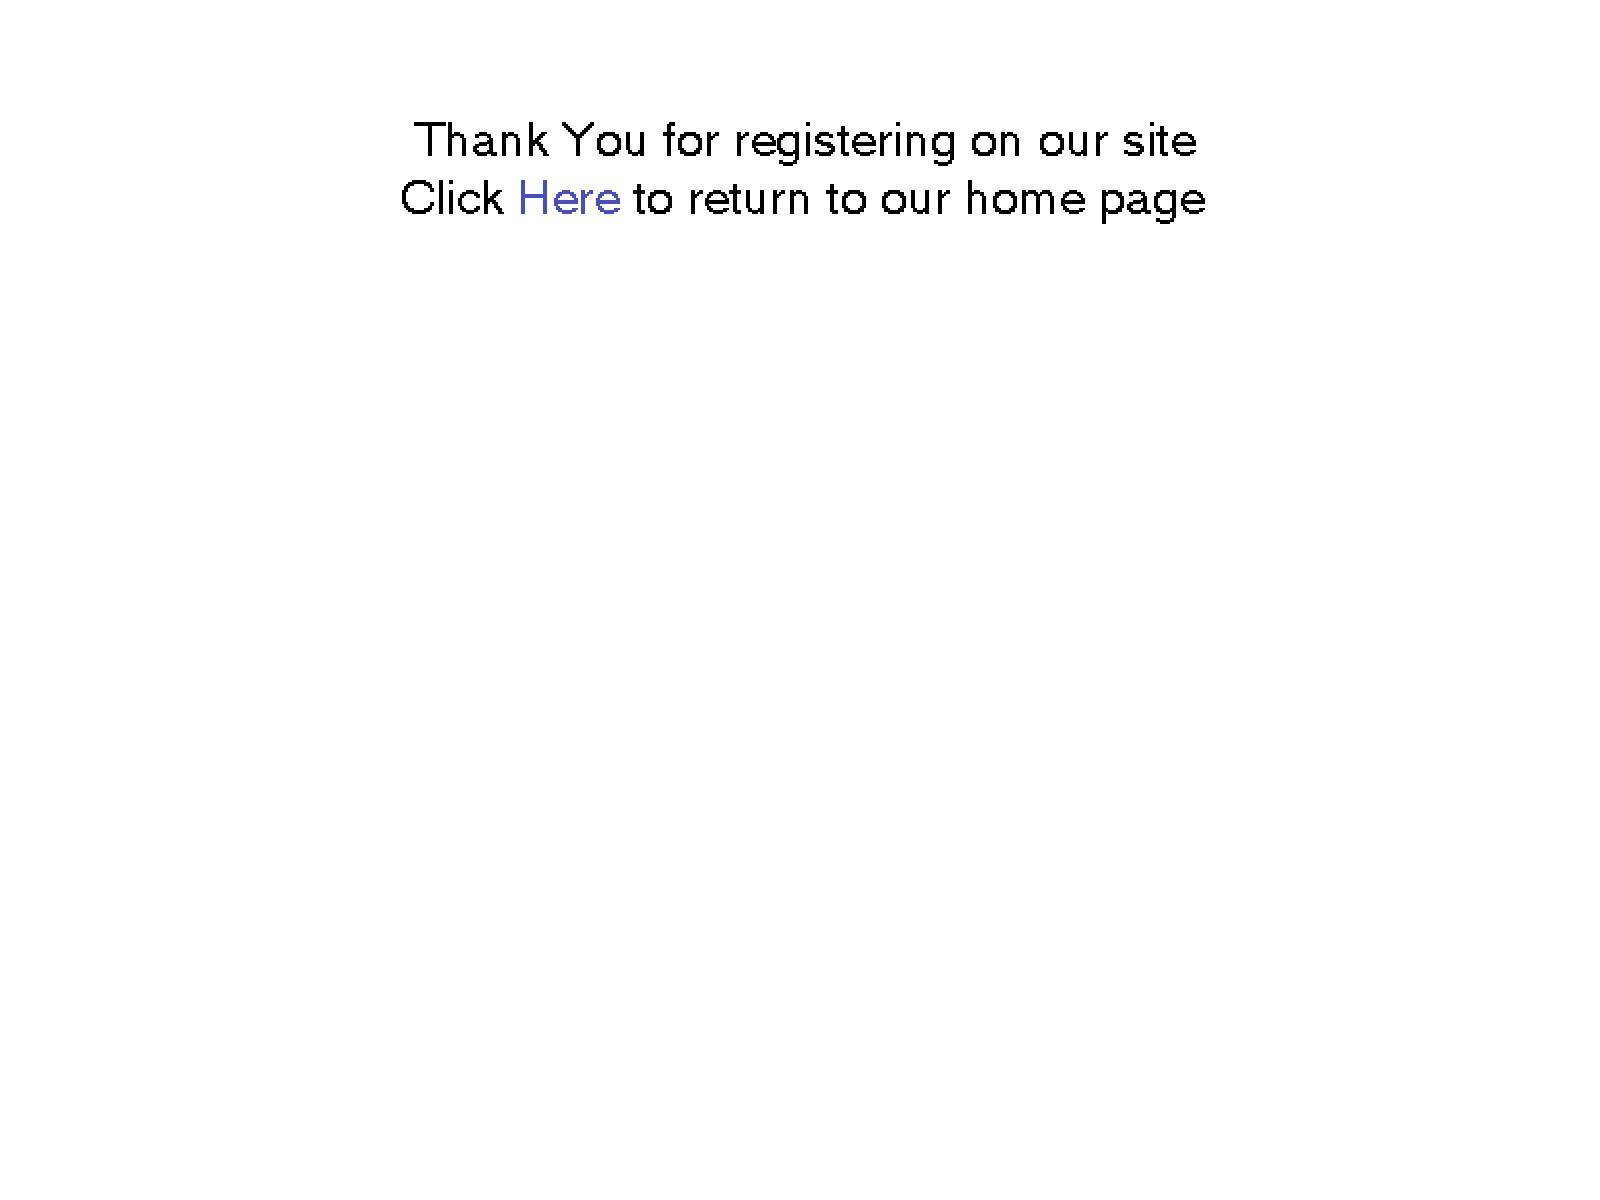 Thank You for registering on our site
Click Here to return to our home page